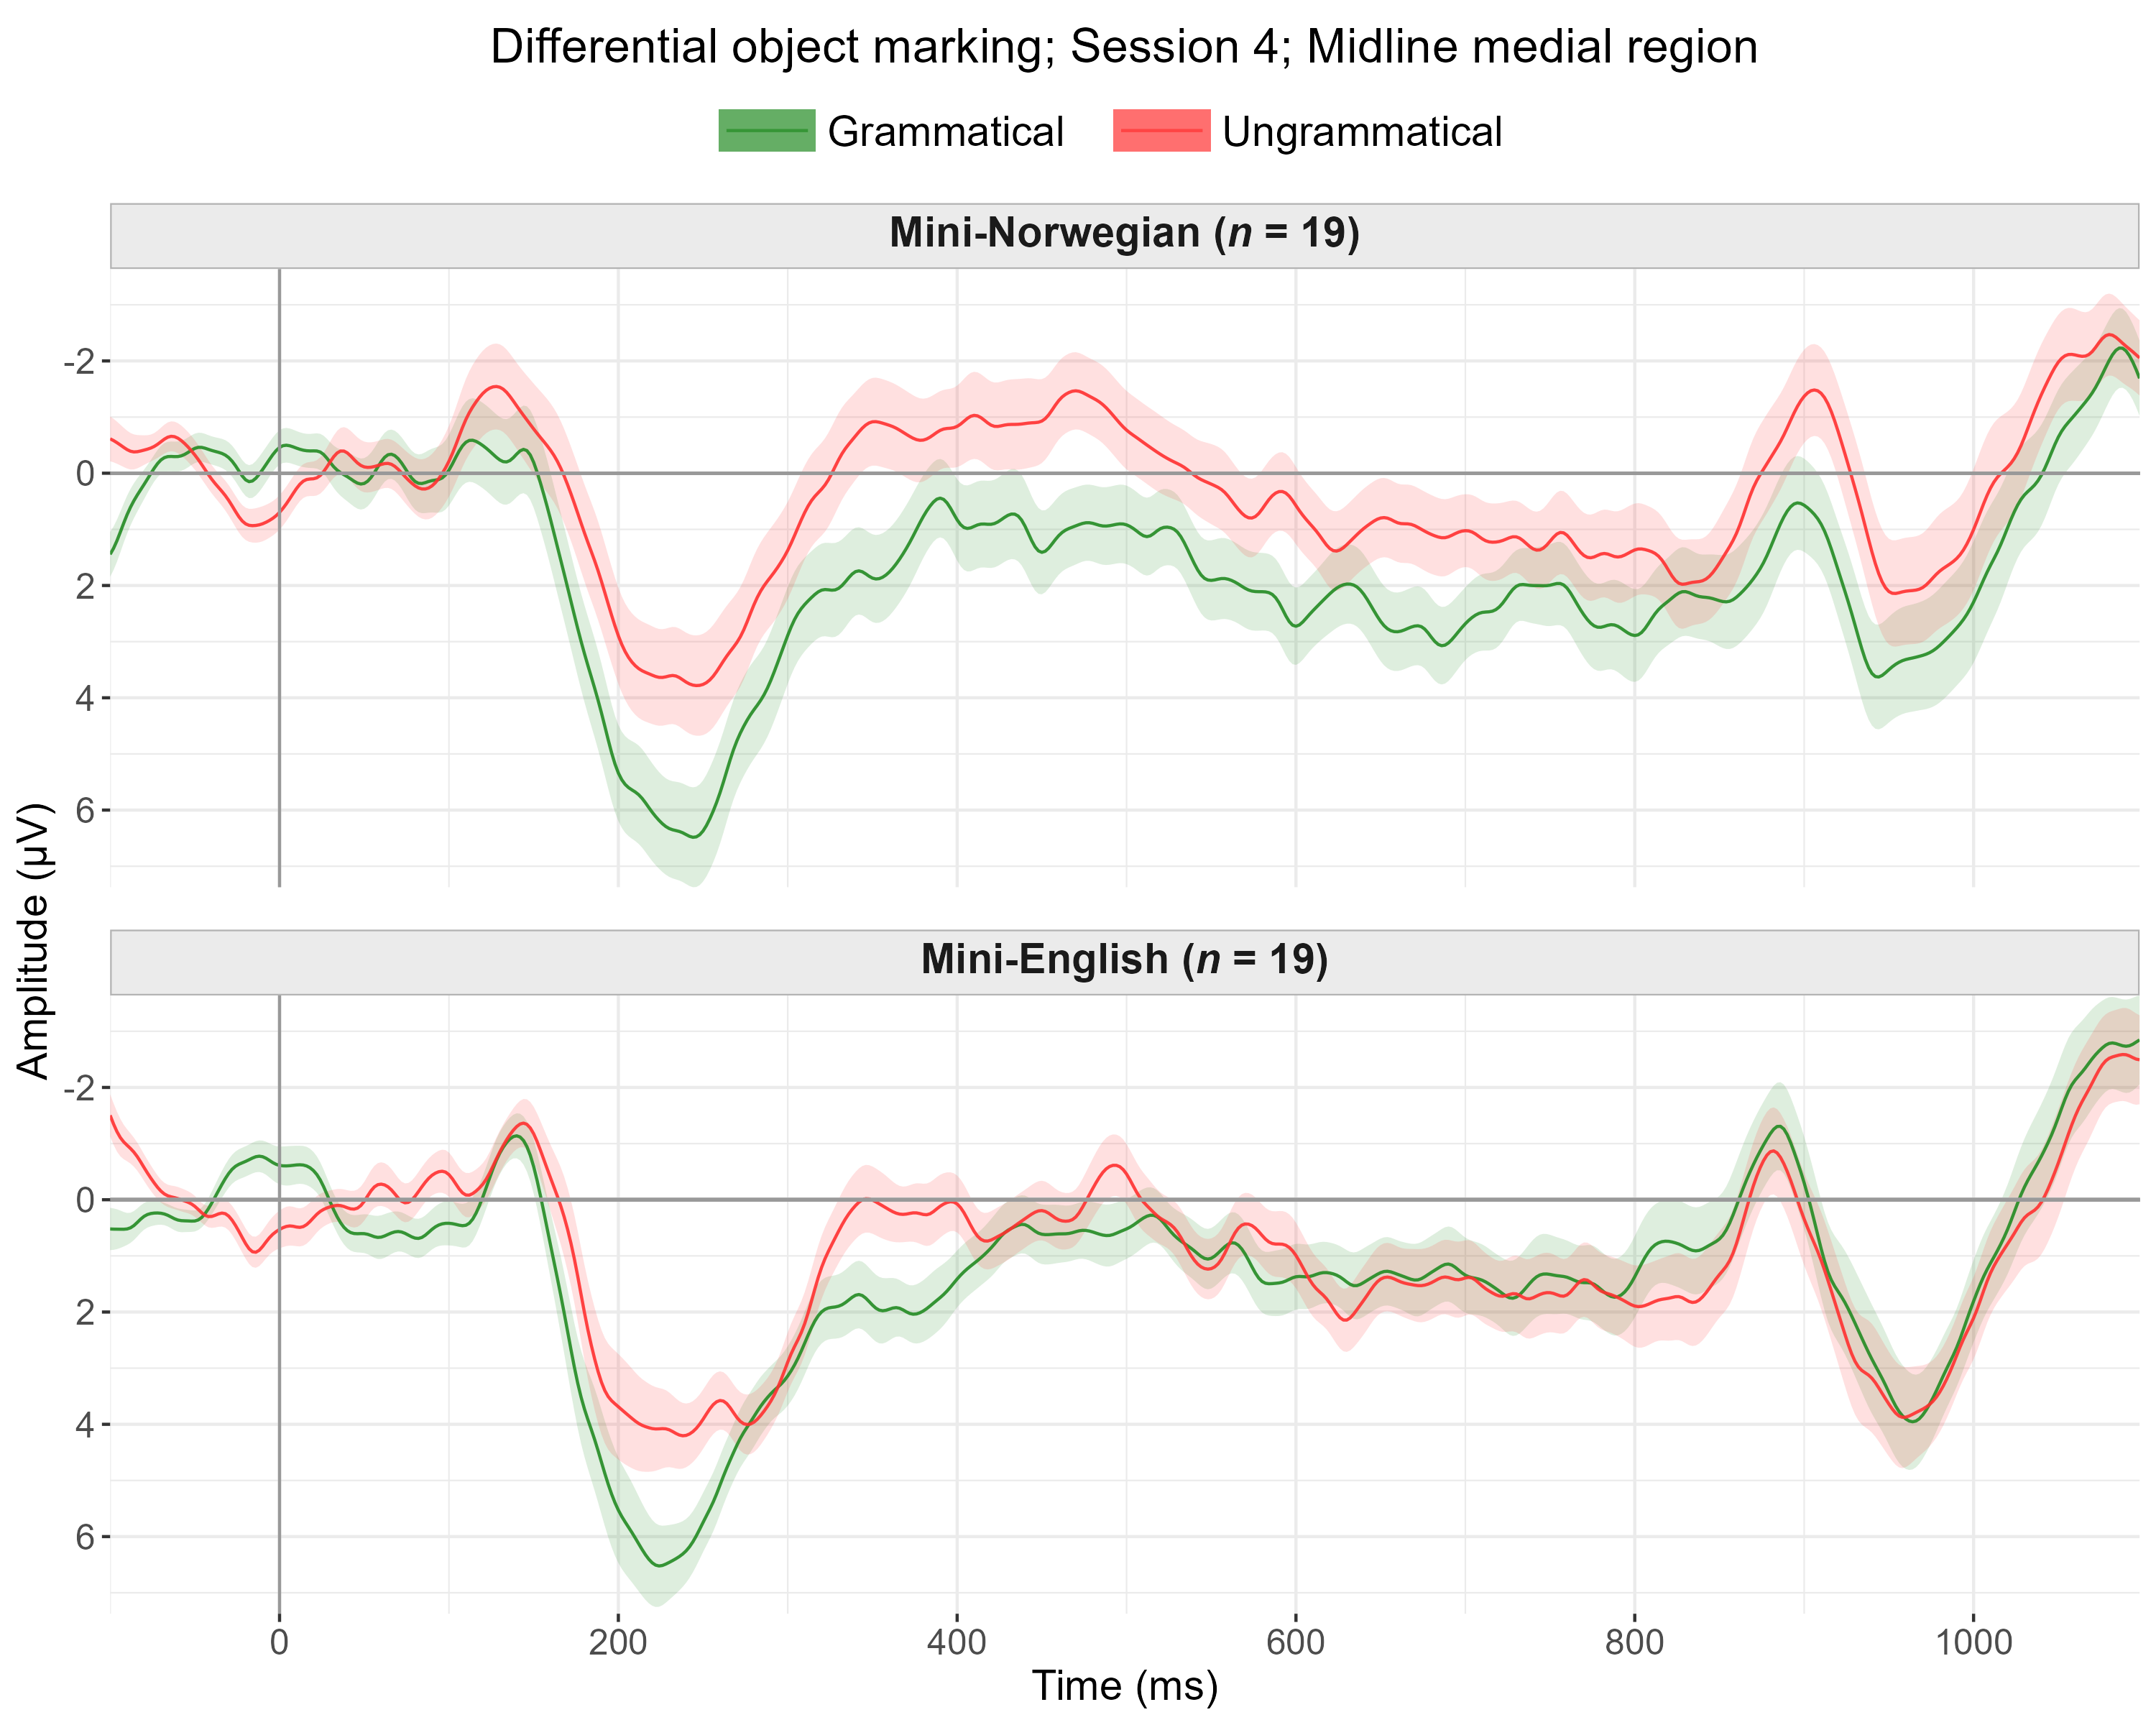 Differential object marking; Session 4; Midline medial region
Grammatical Ungrammatical
Mini-Norwegian (n = 19)
-2
0
2
4
6
Mini-English (n = 19)
-2
0
2
4
6
Amplitude (µV)
0 200 400 600 800 1000
Time (ms)